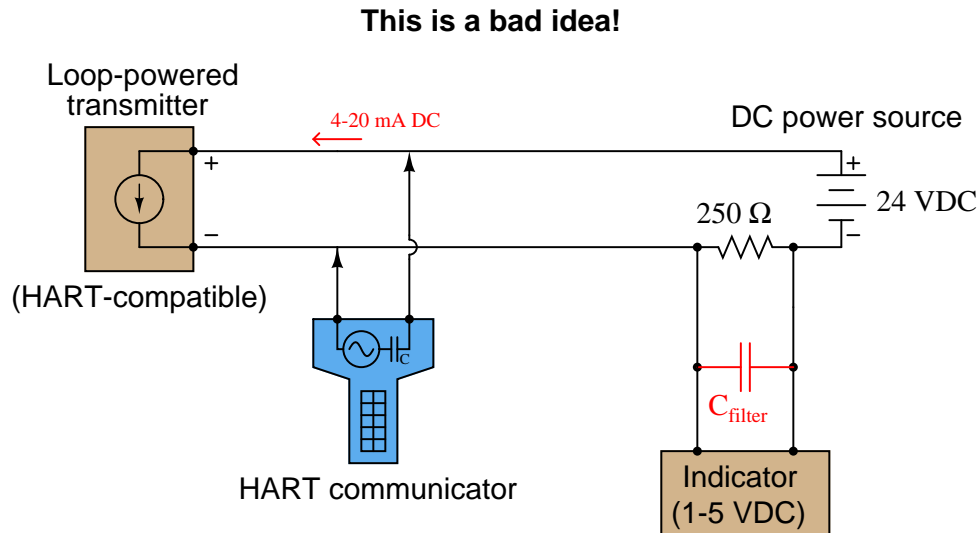 This is a bad idea!
Loop-powered
transmitter
4-20 mA DC
DC power source
+
+
250 Ω
24 VDC
−
−
(HART-compatible)
C
C filter
HART communicator
Indicator
(1-5 VDC)